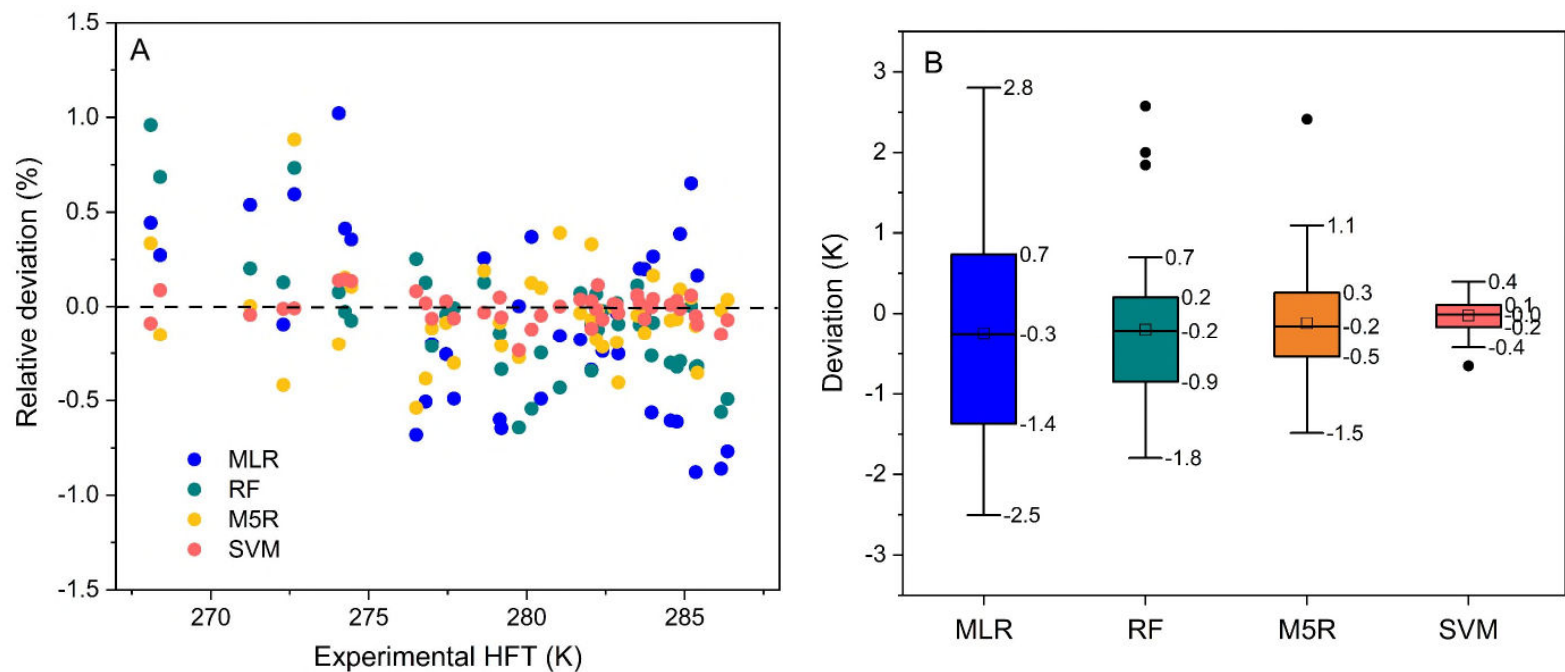 A
Relative deviation (%)
1.5
1.0
0.5
0.0
-0.5
-1.0
-1.5
MLR
RF
M5R
SVM
270
275
280
285
Experimental HFT (K)
B
Deviation (K)
3
2
1
0
-1
-2
-3
2.8
0.7
-0.3
-1.4
-2.5
0.7
0.2
-0.2
-0.9
-1.8
1.1
0.3
-0.2
-0.5
-1.5
0.4
0.1
-0.0
-0.2
-0.4
MLR
RF
M5R
SVM